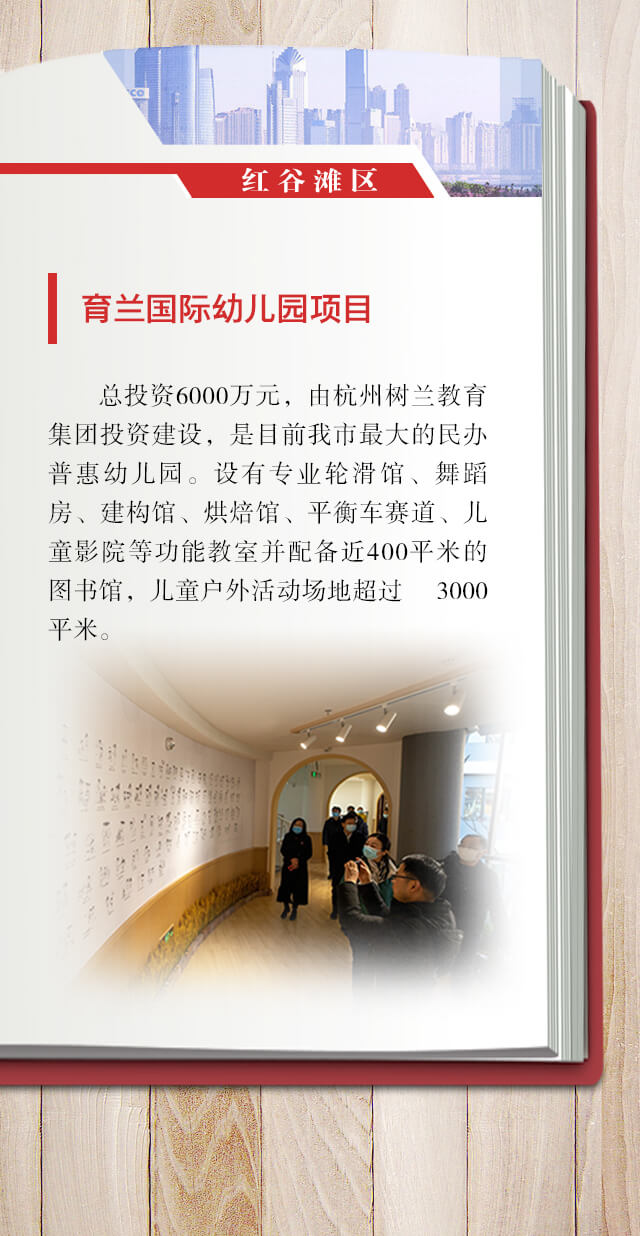 红谷滩区
育兰国际幼儿园项目
总投资6000万元，由杭州树兰教育
集团投资建设，是目前我市最大的民办
普惠幼儿园。设有专业轮滑馆、舞蹈
房、建构馆、烘焙馆、平衡车赛道、儿
童影院等功能教室并配备近400平米的
图书馆，儿童户外活动场地超过 3000
平米。